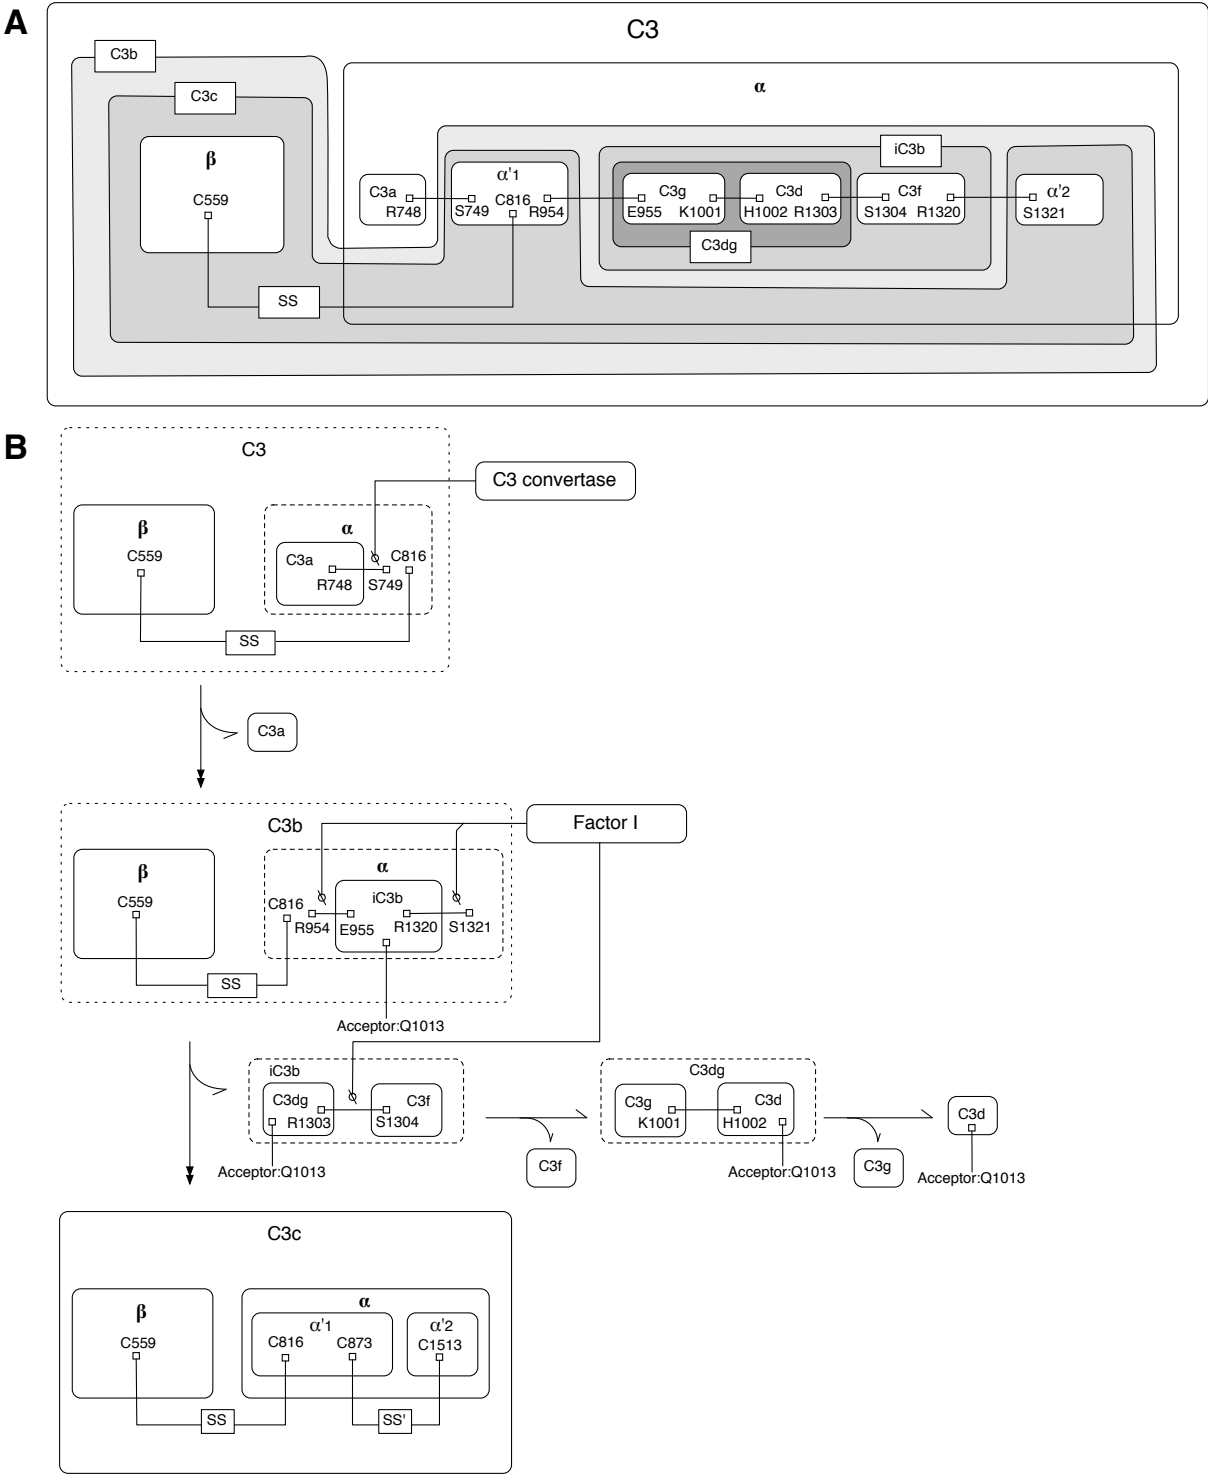 A
C3
C3b
C3c
α
β
C559
iC3b
C3a
R748
α'1
S749
C816
R954
C3g
E955
K1001
C3d
H1002
R1303
C3f
S1304
R1320
α'2
S1321
C3dg
SS
B
C3
C3 convertase
β
C559
α
C3a
R748
S749
C816
SS
C3a
C3b
Factor I
β
C559
α
C816
R954
iC3b
E955
R1320
S1321
SS
Acceptor:Q1013
iC3b
C3dg
R1303
C3f
S1304
Acceptor:Q1013
C3f
C3dg
C3g
K1001
C3d
H1002
Acceptor:Q1013
C3g
C3d
Acceptor:Q1013
C3c
β
C559
α
α'1
C816
C873
α'2
C1513
SS
SS'